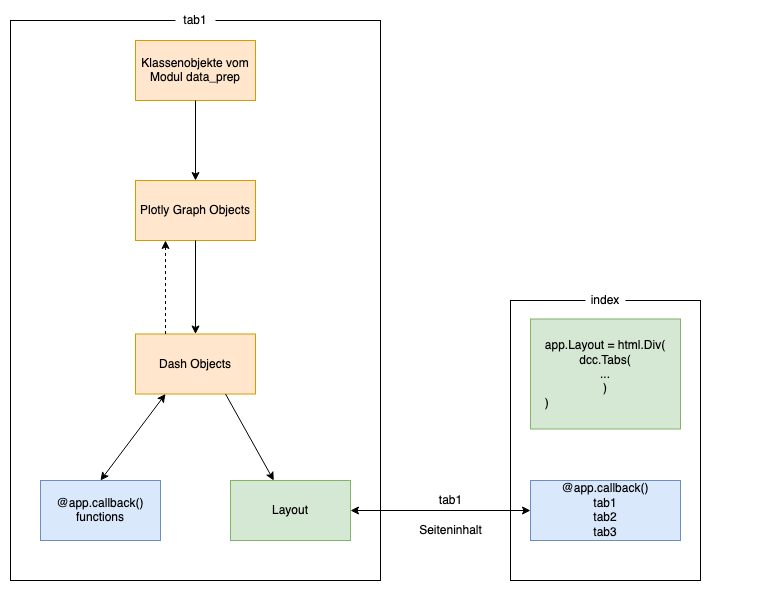 tab1
Klassenobjekte vom
Modul data_prep
Plotly Graph Objects
Dash Objects
@app.callback()
functions
Layout
tab1
Seiteninhalt
index
app.Layout = html.Div(
dcc.Tabs(
...
)
)
@app.callback()
tab1
tab2
tab3